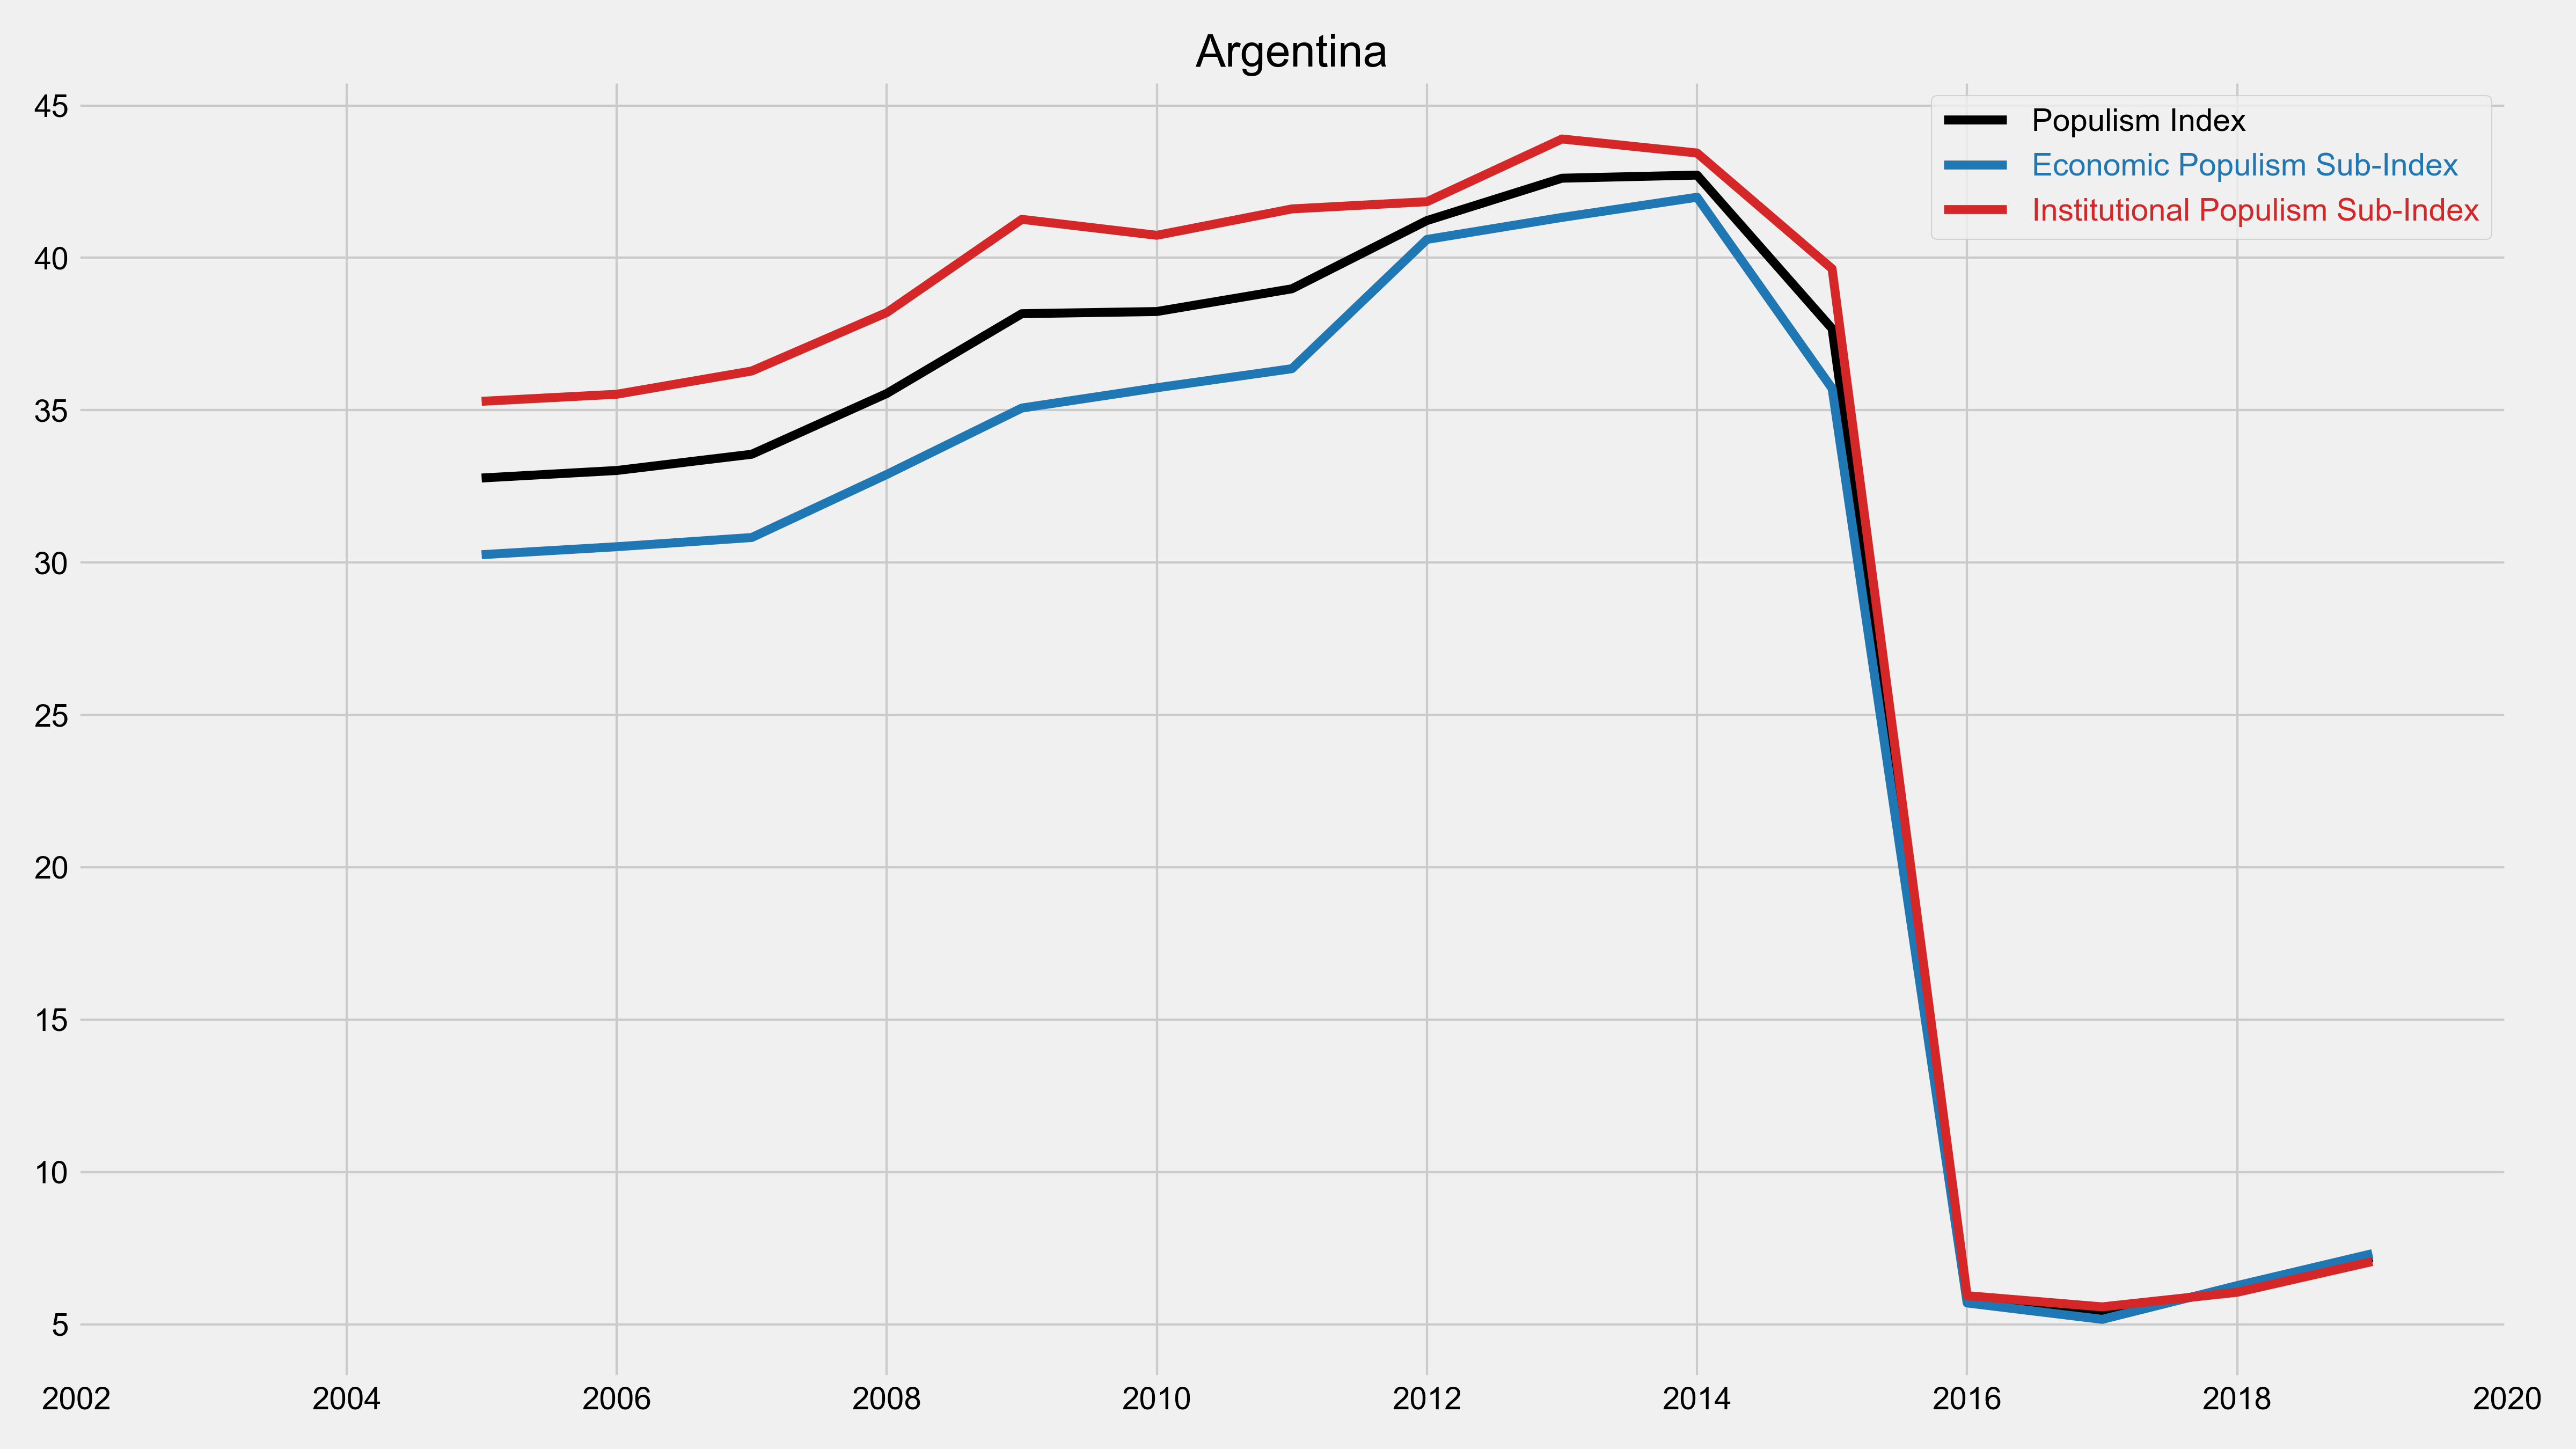 Argentina
Populism Index
Economic Populism Sub-Index
Institutional Populism Sub-Index
45
40
35
30
25
20
15
10
5
2002 2004 2006 2008 2010 2012 2014 2016 2018 2020